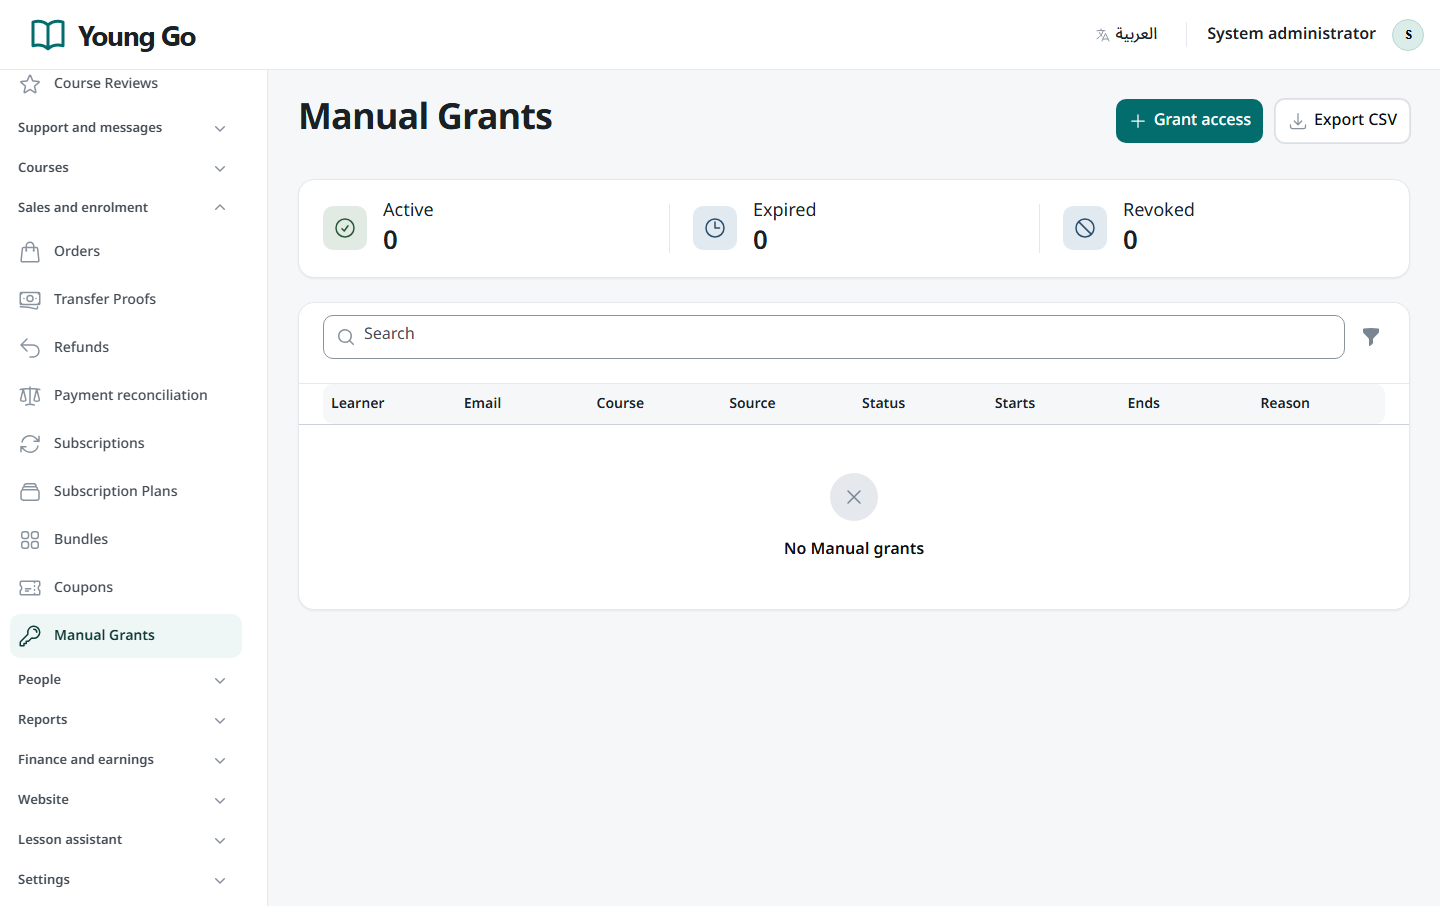 Young Go
العربية
System administrator
S
Course Reviews
Support and messages
Courses
Sales and enrolment
Orders
Transfer Proofs
Refunds
Payment reconciliation
Subscriptions
Subscription Plans
Bundles
Coupons
Manual Grants
People
Reports
Finance and earnings
Website
Lesson assistant
Settings
Manual Grants
Grant access
Export CSV
Active
0
Expired
0
Revoked
0
Search
Learner Email Course Source Status Starts Ends Reason
No Manual grants